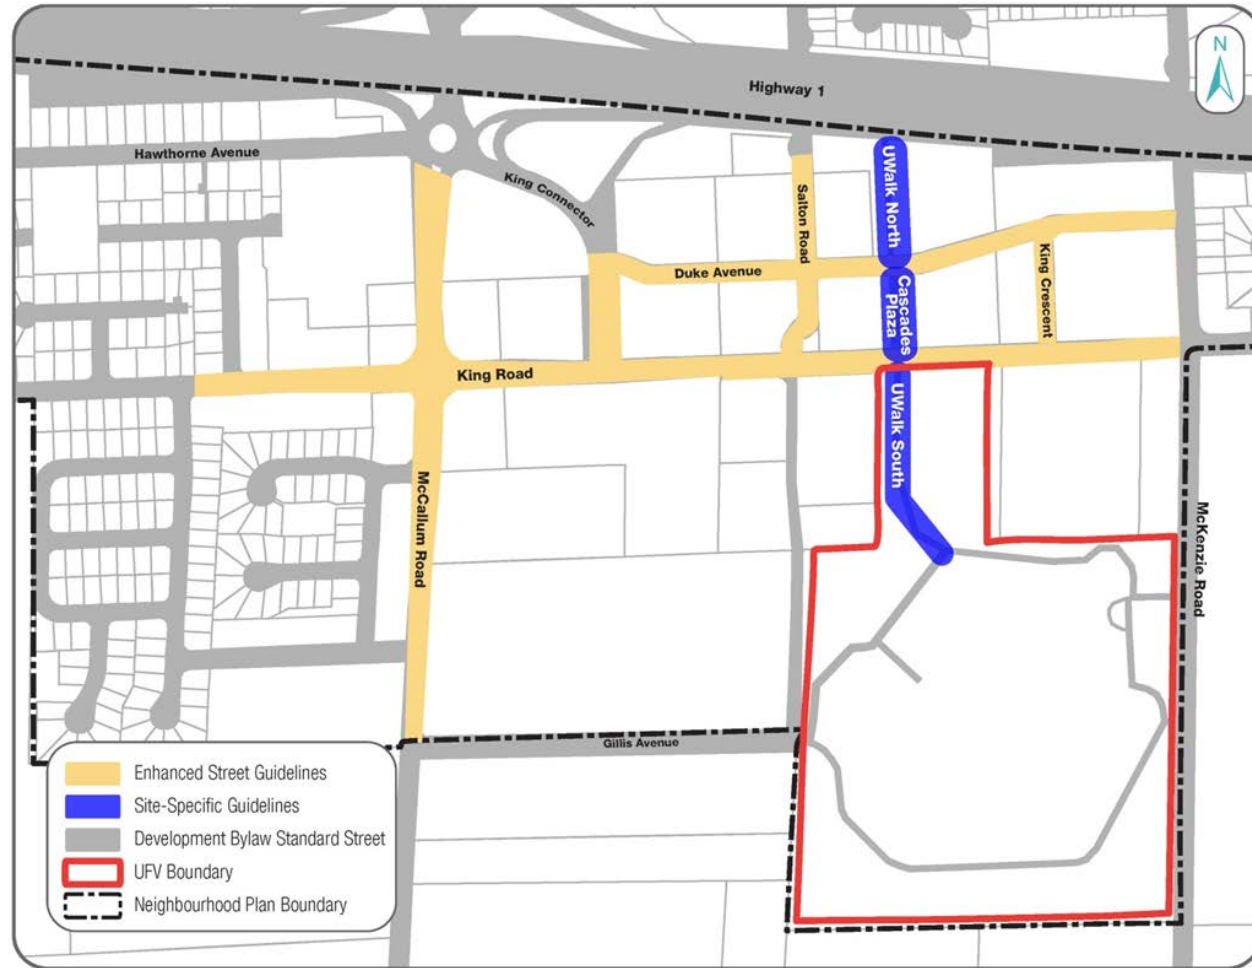 N
Highway 1
Hawthorne Avenue
King Connector
Salton Road
UWalk North
Duke Avenue
King Crescent
Cascades
Plaza
King Road
UWalk South
McCallum Road
McKenzie Road
Gillis Avenue
Enhanced Street Guidelines
Site-Specific Guidelines
Development Bylaw Standard Street
UFV Boundary
Neighbourhood Plan Boundary